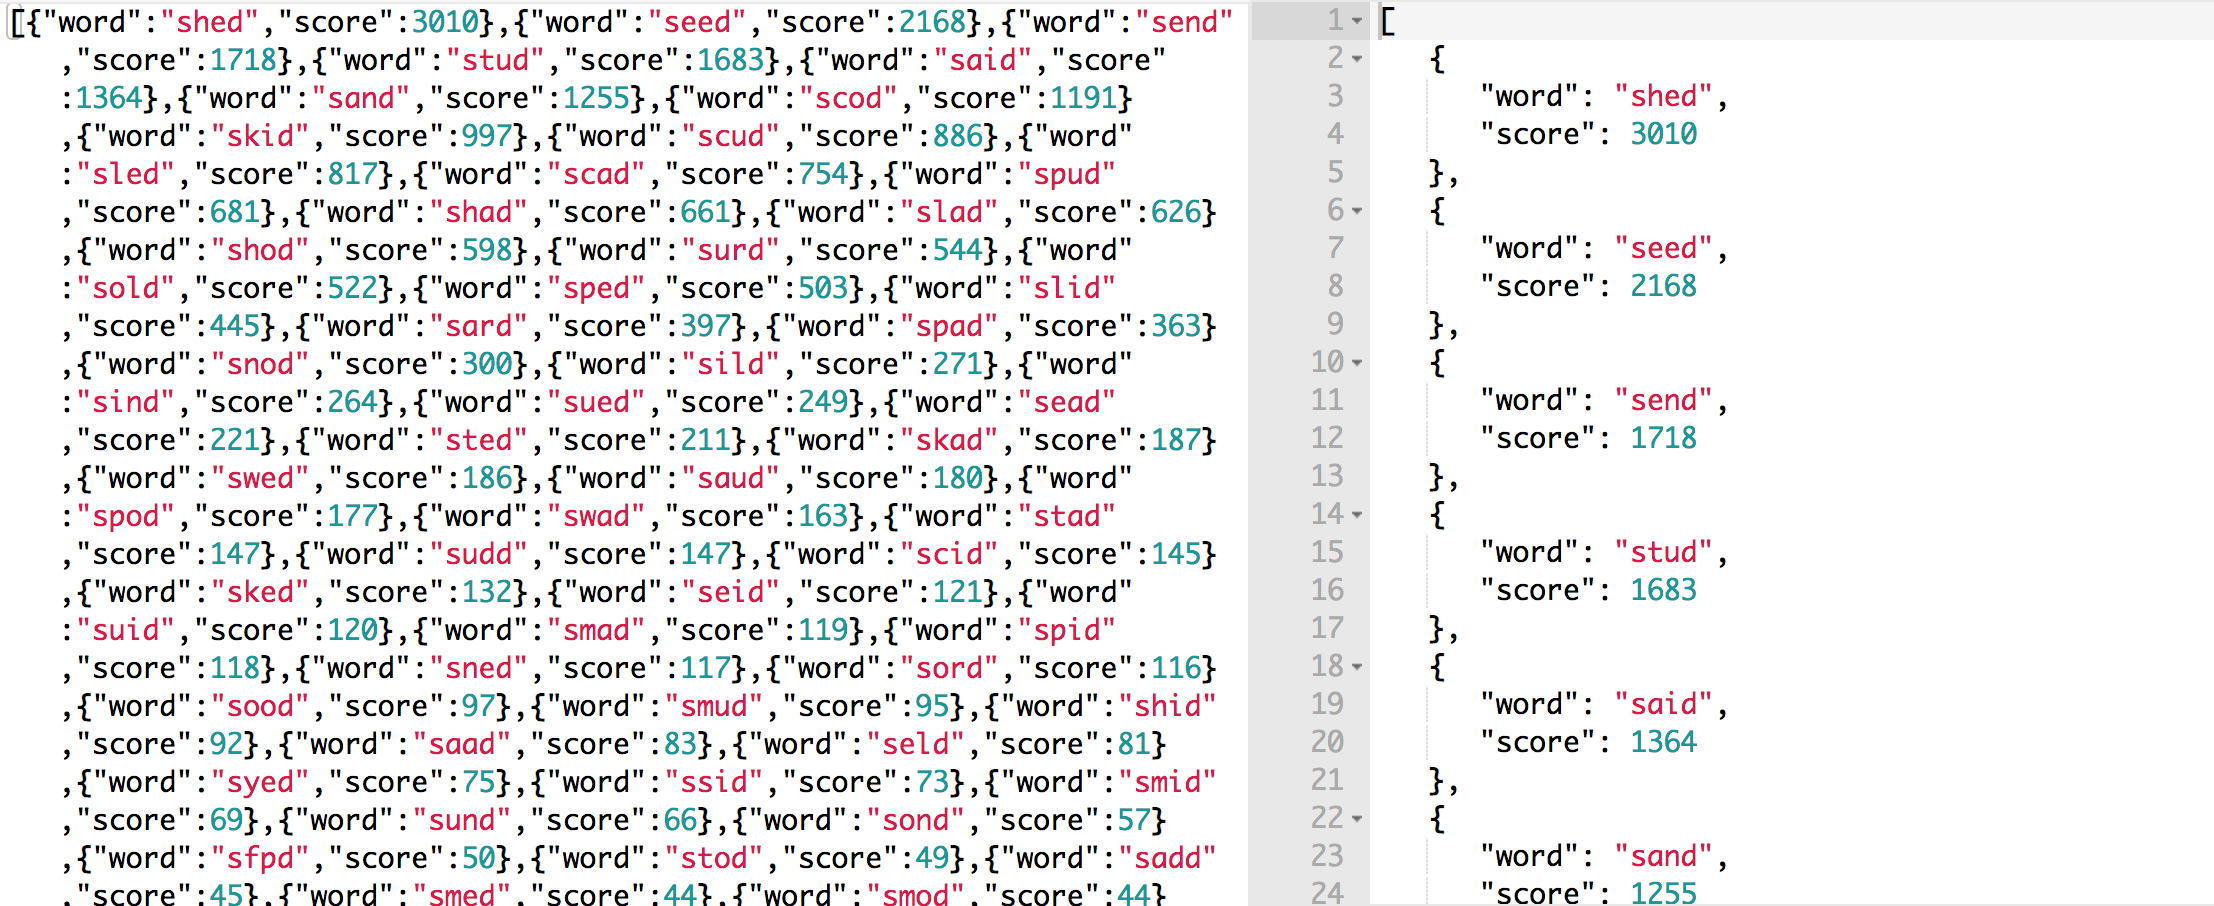 [{"word":"shed","score":3010},{"word":"seed","score":2168},{"word":"send"
,"score":1718},{"word":"stud","score":1683},{"word":"said","score"
:1364},{"word":"sand","score":1255},{"word":"scod","score":1191}
,{"word":"skid","score":997},{"word":"scud","score":886},{"word"
:"sled","score":817},{"word":"scad","score":754},{"word":"spud"
,"score":681},{"word":"shad","score":661},{"word":"slad","score":626}
,{"word":"shod","score":598},{"word":"surd","score":544},{"word"
:"sold","score":522},{"word":"sped","score":503},{"word":"slid"
,"score":445},{"word":"sard","score":397},{"word":"spad","score":363}
,{"word":"snod","score":300},{"word":"sild","score":271},{"word"
:"sind","score":264},{"word":"sued","score":249},{"word":"sead"
,"score":221},{"word":"sted","score":211},{"word":"skad","score":187}
,{"word":"swed","score":186},{"word":"saud","score":180},{"word"
:"spod","score":177},{"word":"swad","score":163},{"word":"stad"
,"score":147},{"word":"sudd","score":147},{"word":"scid","score":145}
,{"word":"sked","score":132},{"word":"seid","score":121},{"word"
:"suid","score":120},{"word":"smad","score":119},{"word":"spid"
,"score":118},{"word":"sned","score":117},{"word":"sord","score":116}
,{"word":"sood","score":97},{"word":"smud","score":95},{"word":"shid"
,"score":92},{"word":"saad","score":83},{"word":"seld","score":81}
,{"word":"syed","score":75},{"word":"ssid","score":73},{"word":"smid"
,"score":69},{"word":"sund","score":66},{"word":"sond","score":57}
,{"word":"sfpd","score":50},{"word":"stod","score":49},{"word":"sadd"
,"score":45},{"word":"smed","score":44},{"word":"smod","score":44}
1 [
2 {
3 "word": "shed",
4 "score": 3010
5 },
6 {
7 "word": "seed",
8 "score": 2168
9 },
10 {
11 "word": "send",
12 "score": 1718
13 },
14 {
15 "word": "stud",
16 "score": 1683
17 },
18 {
19 "word": "said",
20 "score": 1364
21 },
22 {
23 "word": "sand",
24 "score": 1255